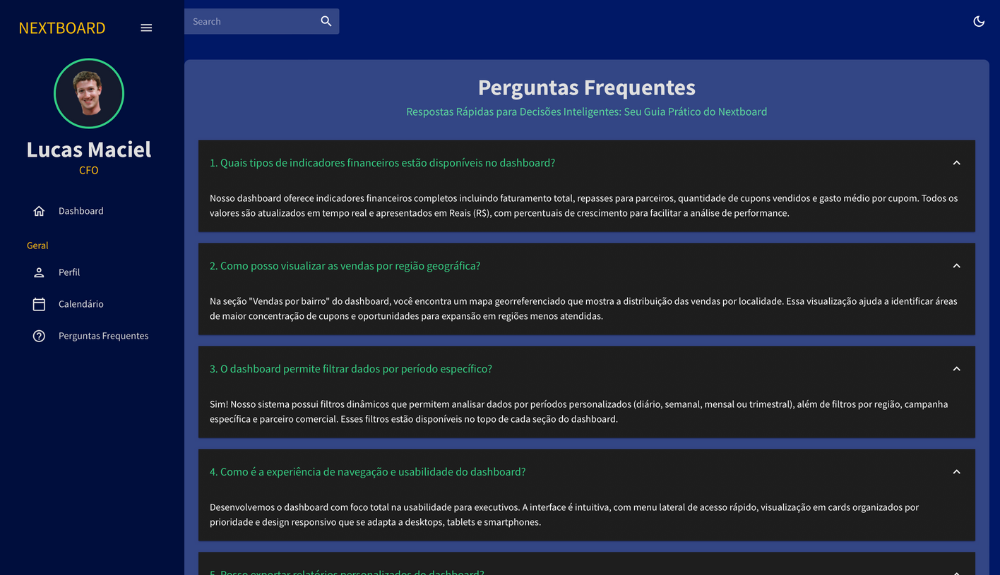 NEXTBOARD
Search
Lucas Maciel
CFO
Dashboard
Geral
Perfil
Calendário
Perguntas Frequentes
Perguntas Frequentes
Respostas Rápidas para Decisões Inteligentes: Seu Guia Prático do Nextboard
1. Quais tipos de indicadores financeiros estão disponíveis no dashboard?
Nosso dashboard oferece indicadores financeiros completos incluindo faturamento total, repasses para parceiros, quantidade de cupons vendidos e gasto médio por cupom. Todos os
valores são atualizados em tempo real e apresentados em Reais (R$), com percentuais de crescimento para facilitar a análise de performance.
2. Como posso visualizar as vendas por região geográfica?
Na seção "Vendas por bairro" do dashboard, você encontra um mapa georreferenciado que mostra a distribuição das vendas por localidade. Essa visualização ajuda a identificar áreas
de maior concentração de cupons e oportunidades para expansão em regiões menos atendidas.
3. O dashboard permite filtrar dados por período específico?
Sim! Nosso sistema possui filtros dinâmicos que permitem analisar dados por períodos personalizados (diário, semanal, mensal ou trimestral), além de filtros por região, campanha
específica e parceiro comercial. Esses filtros estão disponíveis no topo de cada seção do dashboard.
4. Como é a experiência de navegação e usabilidade do dashboard?
Desenvolvemos o dashboard com foco total na usabilidade para executivos. A interface é intuitiva, com menu lateral de acesso rápido, visualização em cards organizados por
prioridade e design responsivo que se adapta a desktops, tablets e smartphones.
5. Posso exportar relatórios personalizados do dashboard?